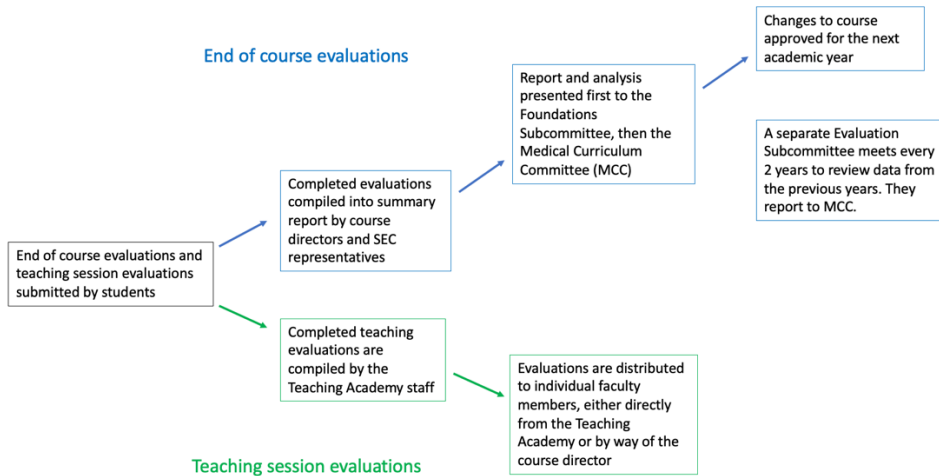 End of course evaluations
Changes to course
approved for the next
academic year
Report and analysis
presented first to the
Foundations
Subcommittee, then the
Medical Curriculum
Committee (MCC)
A separate Evaluation
Subcommittee meets every
2 years to review data from
the previous years. They
report to MCC.
Completed evaluations
compiled into summary
report by course
directors and SEC
representatives
End of course evaluations and
teaching session evaluations
submitted by students
Completed teaching
evaluations are
compiled by the
Teaching Academy staff
Evaluations are distributed
to individual faculty
members, either directly
from the Teaching
Academy or by way of the
course director
Teaching session evaluations